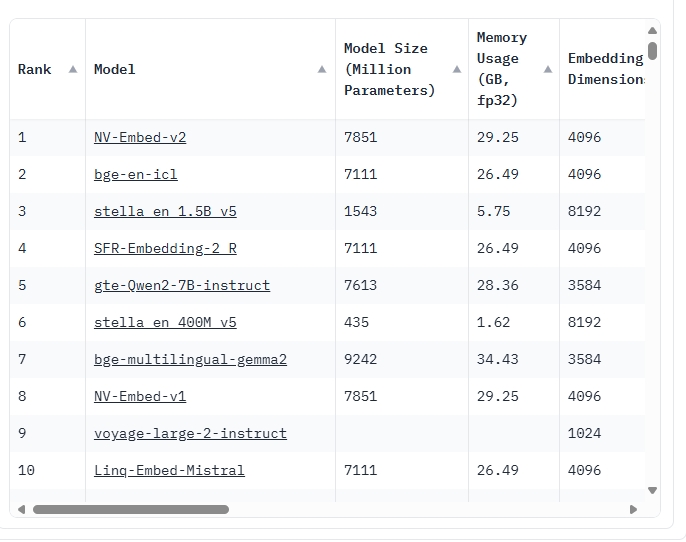 Rank Model Model Size (Million Parameters) Memory Usage (GB, fp32) Embedding Dimensions
1 NV-Embed-v2 7851 29.25 4096
2 bge-en-icl 7111 26.49 4096
3 stella_en_1.5B_v5 1543 5.75 8192
4 SFR-Embedding-2_R 7111 26.49 4096
5 gte-Qwen2-7B-instruct 7613 28.36 3584
6 stella_en_400M_v5 435 1.62 8192
7 bge-multilingual-gemma2 9242 34.43 3584
8 NV-Embed-v1 7851 29.25 4096
9 voyage-large-2-instruct 1024
10 Linq-Embed-Mistral 7111 26.49 4096